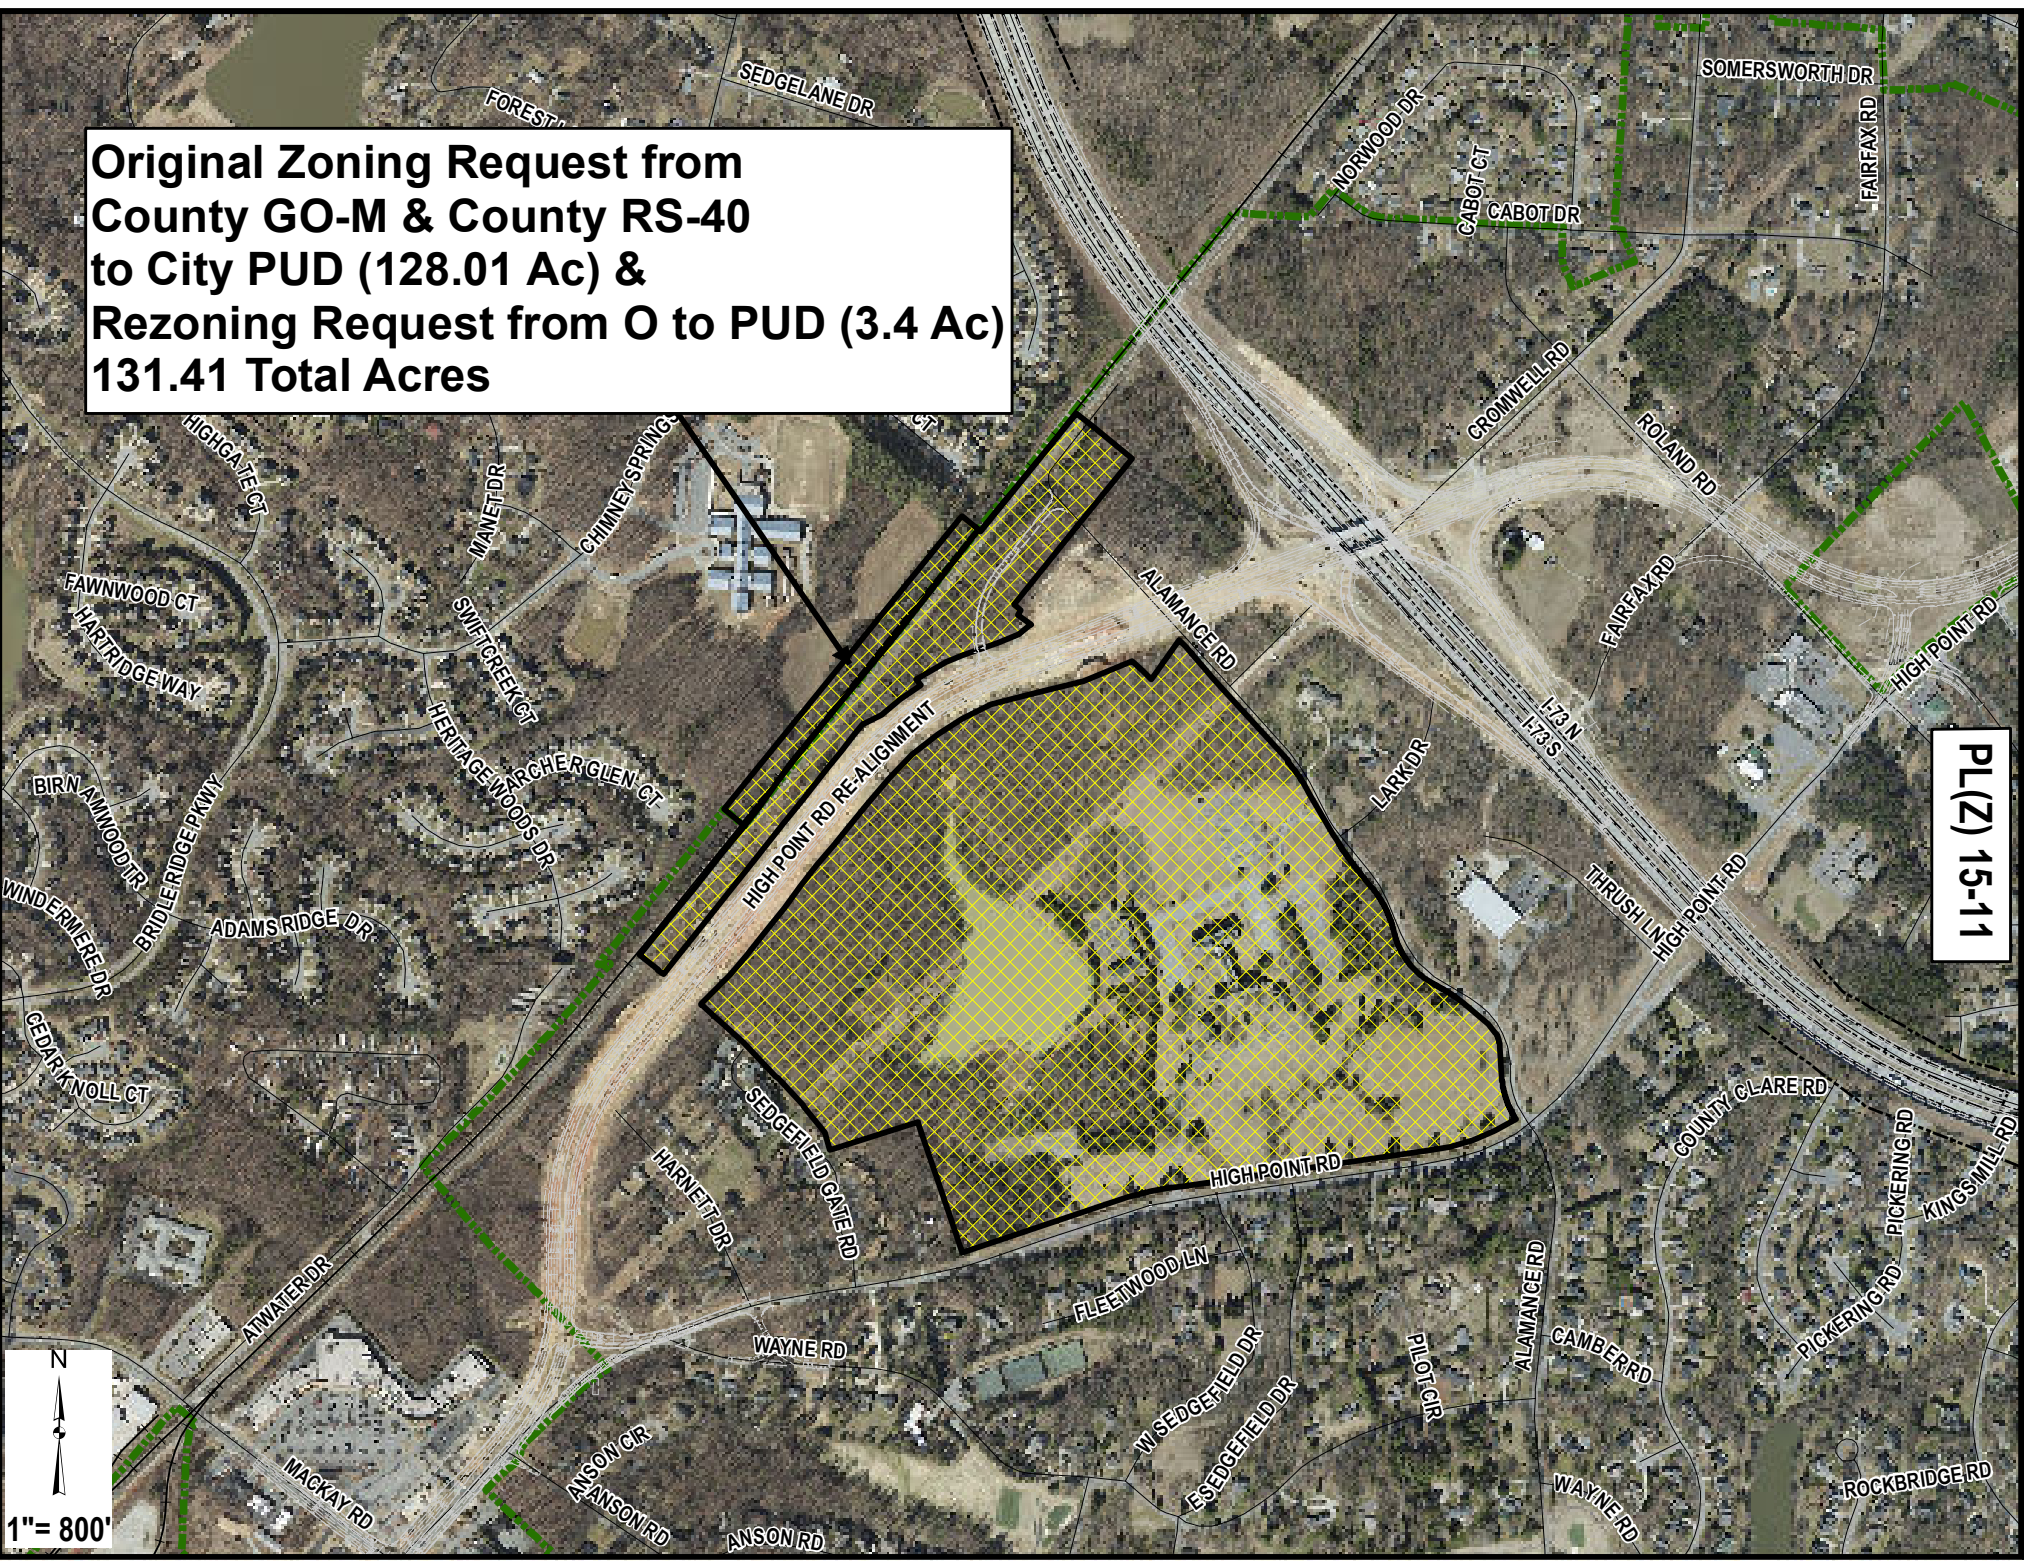 SEDGELANE DR
FOREST
SOMERSWORTH DR
FAIRFAX RD
NORWOOD DR
CABOT CT
CABOT DR
Original Zoning Request from
County GO-M & County RS-40
to City PUD (128.01 Ac) &
Rezoning Request from O to PUD (3.4 Ac)
131.41 Total Acres
CROMWELL RD
ROLAND RD
HIGHGATE CT
MANET DR
CHIMNEY SPRINGS
CT
FAWNWOOD CT
HARTRIDGE WAY
SWIFTCREEK CT
ALAMANCE RD
FAIRFAX RD
HIGH POINT RD
HERITAGE WOODS DR
ARCHER GLEN CT
HIGH POINT RD RE-ALIGNMENT
I-73 N
I-73 S
LARK DR
PL(Z) 15-11
BIRNAMWOOD TR
BRIDLE RIDGE PKWY
WINDERMERE DR
ADAMS RIDGE DR
THRUSH LN
HIGH POINT RD
CEDAR KNOLL CT
SEDGEFIELD GATE RD
HARNETT DR
HIGH POINT RD
COUNTY CLARE RD
PICKERING RD
KINGS MILL RD
ATWATER DR
FLEETWOOD LN
WAYNE RD
W SEDGEFIELD DR
E SEDGEFIELD DR
PILOT CIR
ALAMANCE RD
CAMBER RD
PICKERING RD
N
1"= 800'
MACKAY RD
ANSON CIR
ANSON RD
ANSON RD
WAYNE RD
ROCKBRIDGE RD